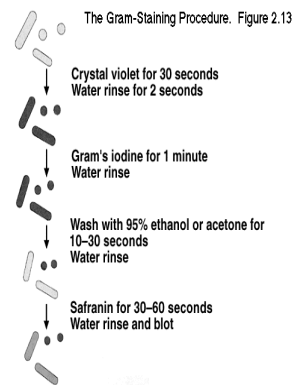 The Gram-Staining Procedure. Figure 2.13
Crystal violet for 30 seconds
Water rinse for 2 seconds
Gram's iodine for 1 minute
Water rinse
Wash with 95% ethanol or acetone for
10–30 seconds
Water rinse
Safranin for 30–60 seconds
Water rinse and blot